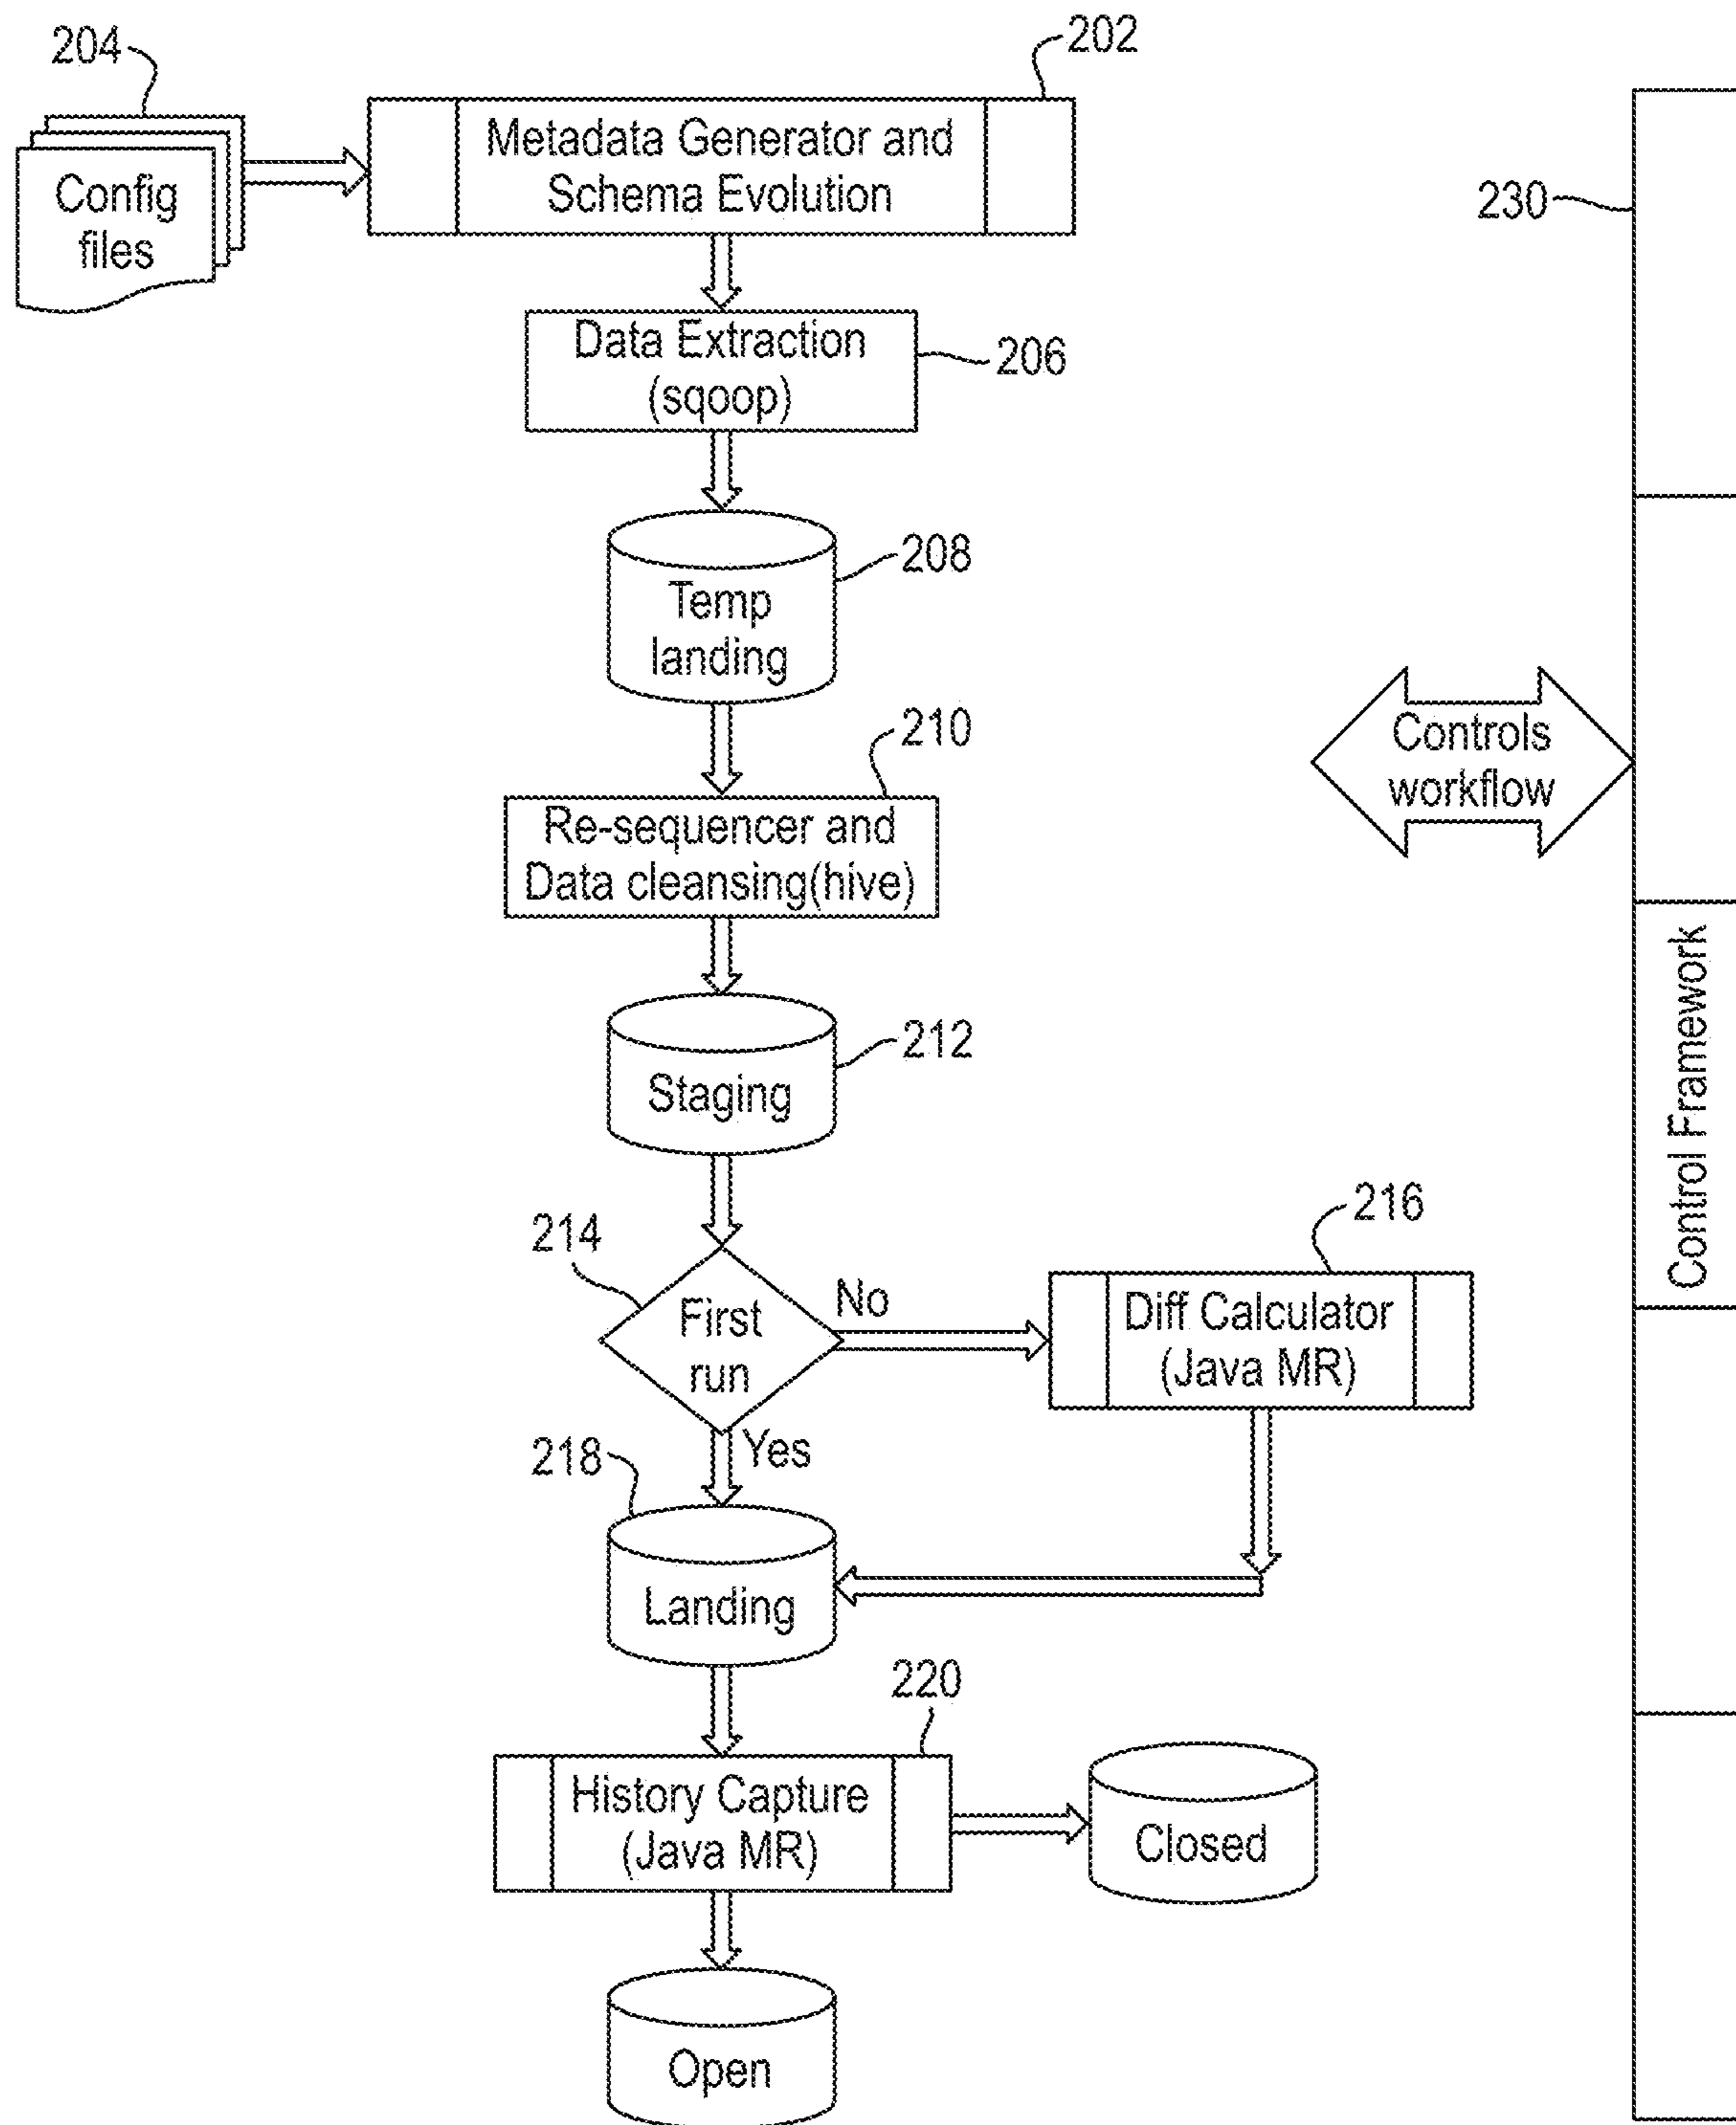 204
202
Config
files
Metadata Generator and
Schema Evolution
230
Data Extraction
(sqoop)
206
208
Temp
landing
210
Controls
workflow
Re-sequencer and
Data cleansing(hive)
Control Framework
212
Staging
214
First
run
No
216
Diff Calculator
(Java MR)
Yes
218
Landing
220
History Capture
(Java MR)
Closed
Open